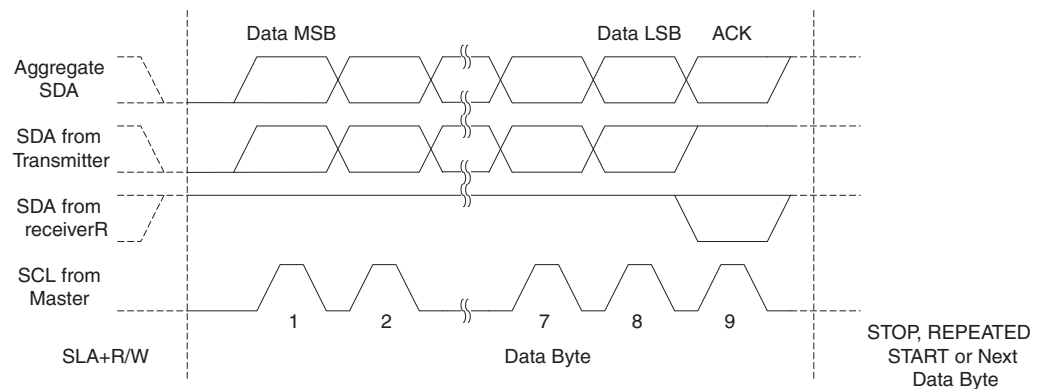 Data MSB
Data LSB
ACK
Aggregate
SDA
SDA from
Transmitter
SDA from
receiverR
SCL from
Master
1
2
7
8
9
SLA+R/W
Data Byte
STOP, REPEATED
START or Next
Data Byte